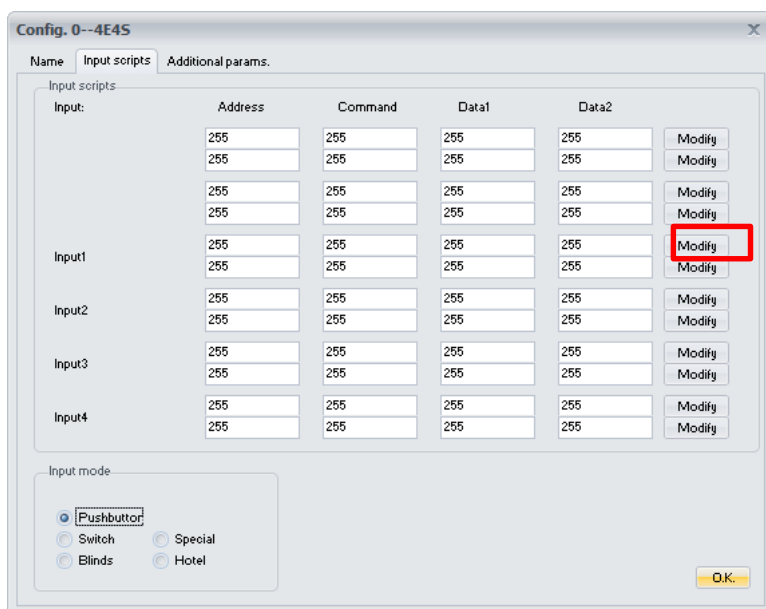 Config. 0--4E4S
Name Input scripts Additional params.
Input scripts
Input: Address Command Data1 Data2
255 255 255 255 Modify
255 255 255 255 Modify
255 255 255 255 Modify
255 255 255 255 Modify
Input1
255 255 255 255 Modify
255 255 255 255 Modify
Input2
255 255 255 255 Modify
255 255 255 255 Modify
Input3
255 255 255 255 Modify
255 255 255 255 Modify
Input4
255 255 255 255 Modify
255 255 255 255 Modify
Input mode
Pushbutton
Switch Special
Blinds Hotel
O.K.